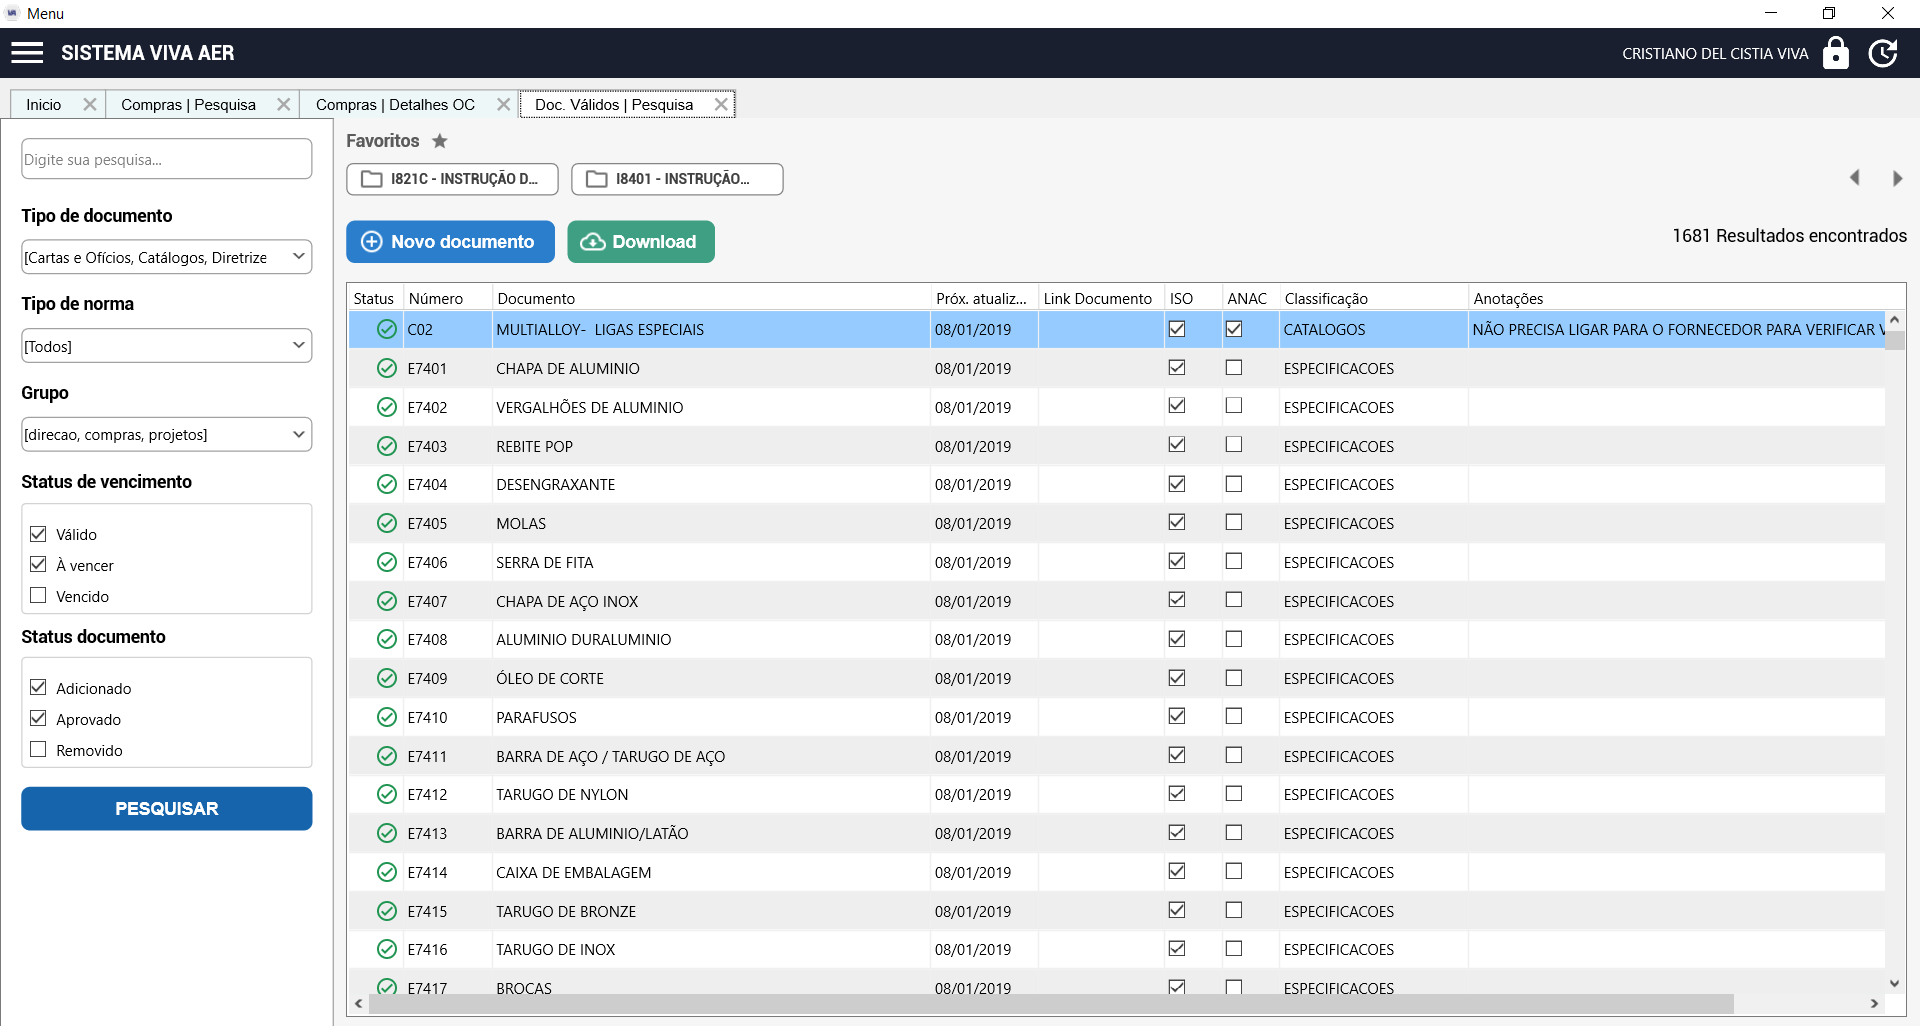 Menu
SISTEMA VIVA AER
CRISTIANO DEL CISTIA VIVA
Inicio
Compras | Pesquisa
Compras | Detalhes OC
Doc. Válidos | Pesquisa
Digite sua pesquisa...
Tipo de documento
[Cartas e Ofícios, Catálogos, Diretrize
Tipo de norma
[Todos]
Grupo
[direcao, compras, projetos]
Status de vencimento
Válido
À vencer
Vencido
Status documento
Adicionado
Aprovado
Removido
PESQUISAR
Favoritos
I821C - INSTRUÇÃO D...
I8401 - INSTRUÇÃO...
Novo documento
Download
1681 Resultados encontrados
Status Número Documento Próx. atualiz... Link Documento ISO ANAC Classificação Anotações
C02 MULTIALLOY- LIGAS ESPECIAIS 08/01/2019 CATALOGOS NÃO PRECISA LIGAR PARA O FORNECEDOR PARA VERIFICAR V
E7401 CHAPA DE ALUMINIO 08/01/2019 ESPECIFICACOES
E7402 VERGALHÕES DE ALUMINIO 08/01/2019 ESPECIFICACOES
E7403 REBITE POP 08/01/2019 ESPECIFICACOES
E7404 DESENGRAXANTE 08/01/2019 ESPECIFICACOES
E7405 MOLAS 08/01/2019 ESPECIFICACOES
E7406 SERRA DE FITA 08/01/2019 ESPECIFICACOES
E7407 CHAPA DE AÇO INOX 08/01/2019 ESPECIFICACOES
E7408 ALUMINIO DURALUMINIO 08/01/2019 ESPECIFICACOES
E7409 ÓLEO DE CORTE 08/01/2019 ESPECIFICACOES
E7410 PARAFUSOS 08/01/2019 ESPECIFICACOES
E7411 BARRA DE AÇO / TARUGO DE AÇO 08/01/2019 ESPECIFICACOES
E7412 TARUGO DE NYLON 08/01/2019 ESPECIFICACOES
E7413 BARRA DE ALUMINIO/LATÃO 08/01/2019 ESPECIFICACOES
E7414 CAIXA DE EMBALAGEM 08/01/2019 ESPECIFICACOES
E7415 TARUGO DE BRONZE 08/01/2019 ESPECIFICACOES
E7416 TARUGO DE INOX 08/01/2019 ESPECIFICACOES
E7417 BROCAS 08/01/2019 ESPECIFICACOES